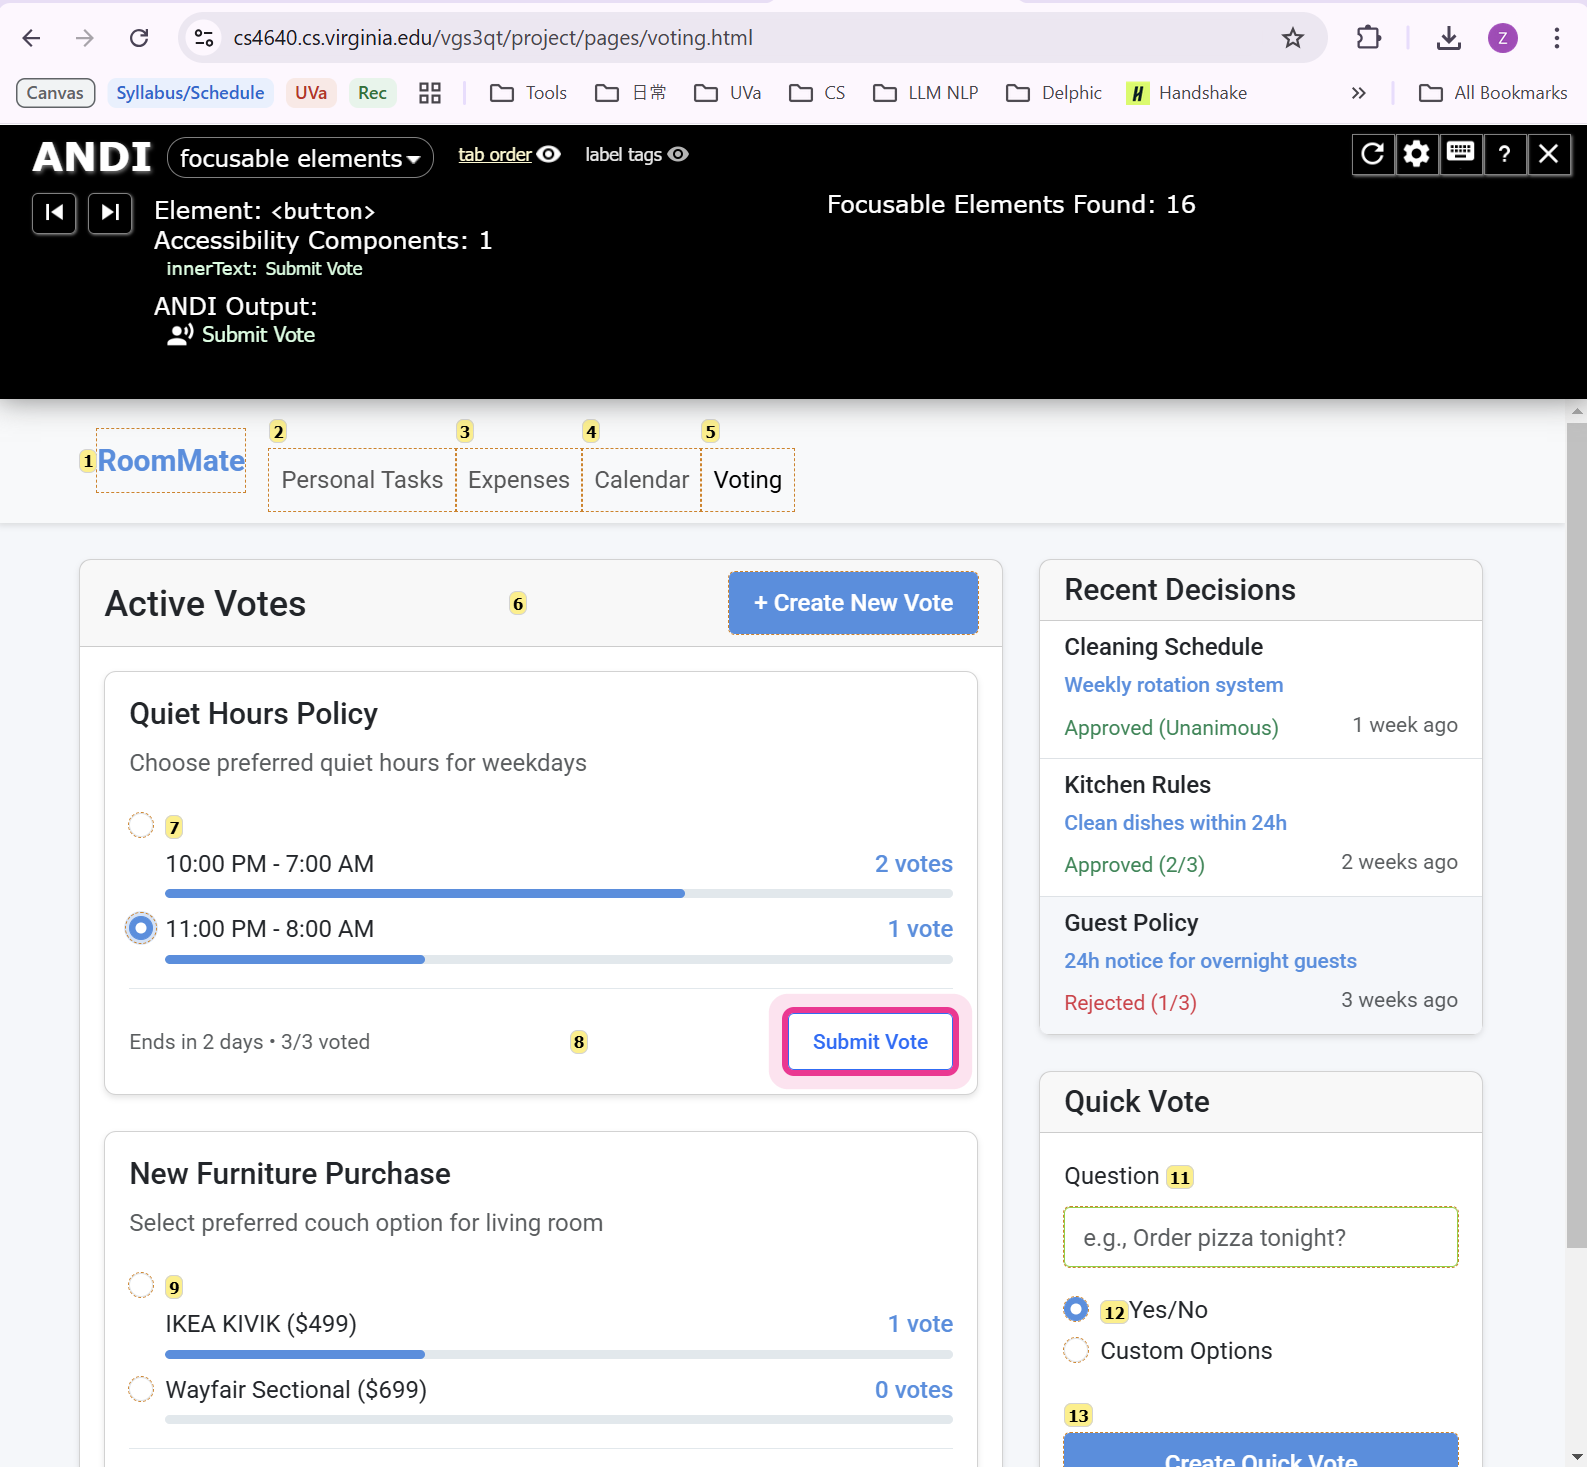 cs4640.cs.virginia.edu/vgs3qt/project/pages/voting.html
Z
Canvas Syllabus/Schedule UVa Rec Tools 日常 UVa CS LLM NLP Delphic Handshake » All Bookmarks
ANDI focusable elements tab order label tags ?
Element: <button>
Focusable Elements Found: 16
Accessibility Components: 1
innerText: Submit Vote
ANDI Output:
Submit Vote
2 3 4 5
1 RoomMate Personal Tasks Expenses Calendar Voting
Active Votes 6 + Create New Vote
Quiet Hours Policy
Choose preferred quiet hours for weekdays
7
10:00 PM - 7:00 AM 2 votes
11:00 PM - 8:00 AM 1 vote
Ends in 2 days • 3/3 voted 8 Submit Vote
New Furniture Purchase
Select preferred couch option for living room
9
IKEA KIVIK ($499) 1 vote
Wayfair Sectional ($699) 0 votes
Recent Decisions
Cleaning Schedule
Weekly rotation system
Approved (Unanimous) 1 week ago
Kitchen Rules
Clean dishes within 24h
Approved (2/3) 2 weeks ago
Guest Policy
24h notice for overnight guests
Rejected (1/3) 3 weeks ago
Quick Vote
Question 11
e.g., Order pizza tonight?
12 Yes/No
Custom Options
13
Create Quick Vote